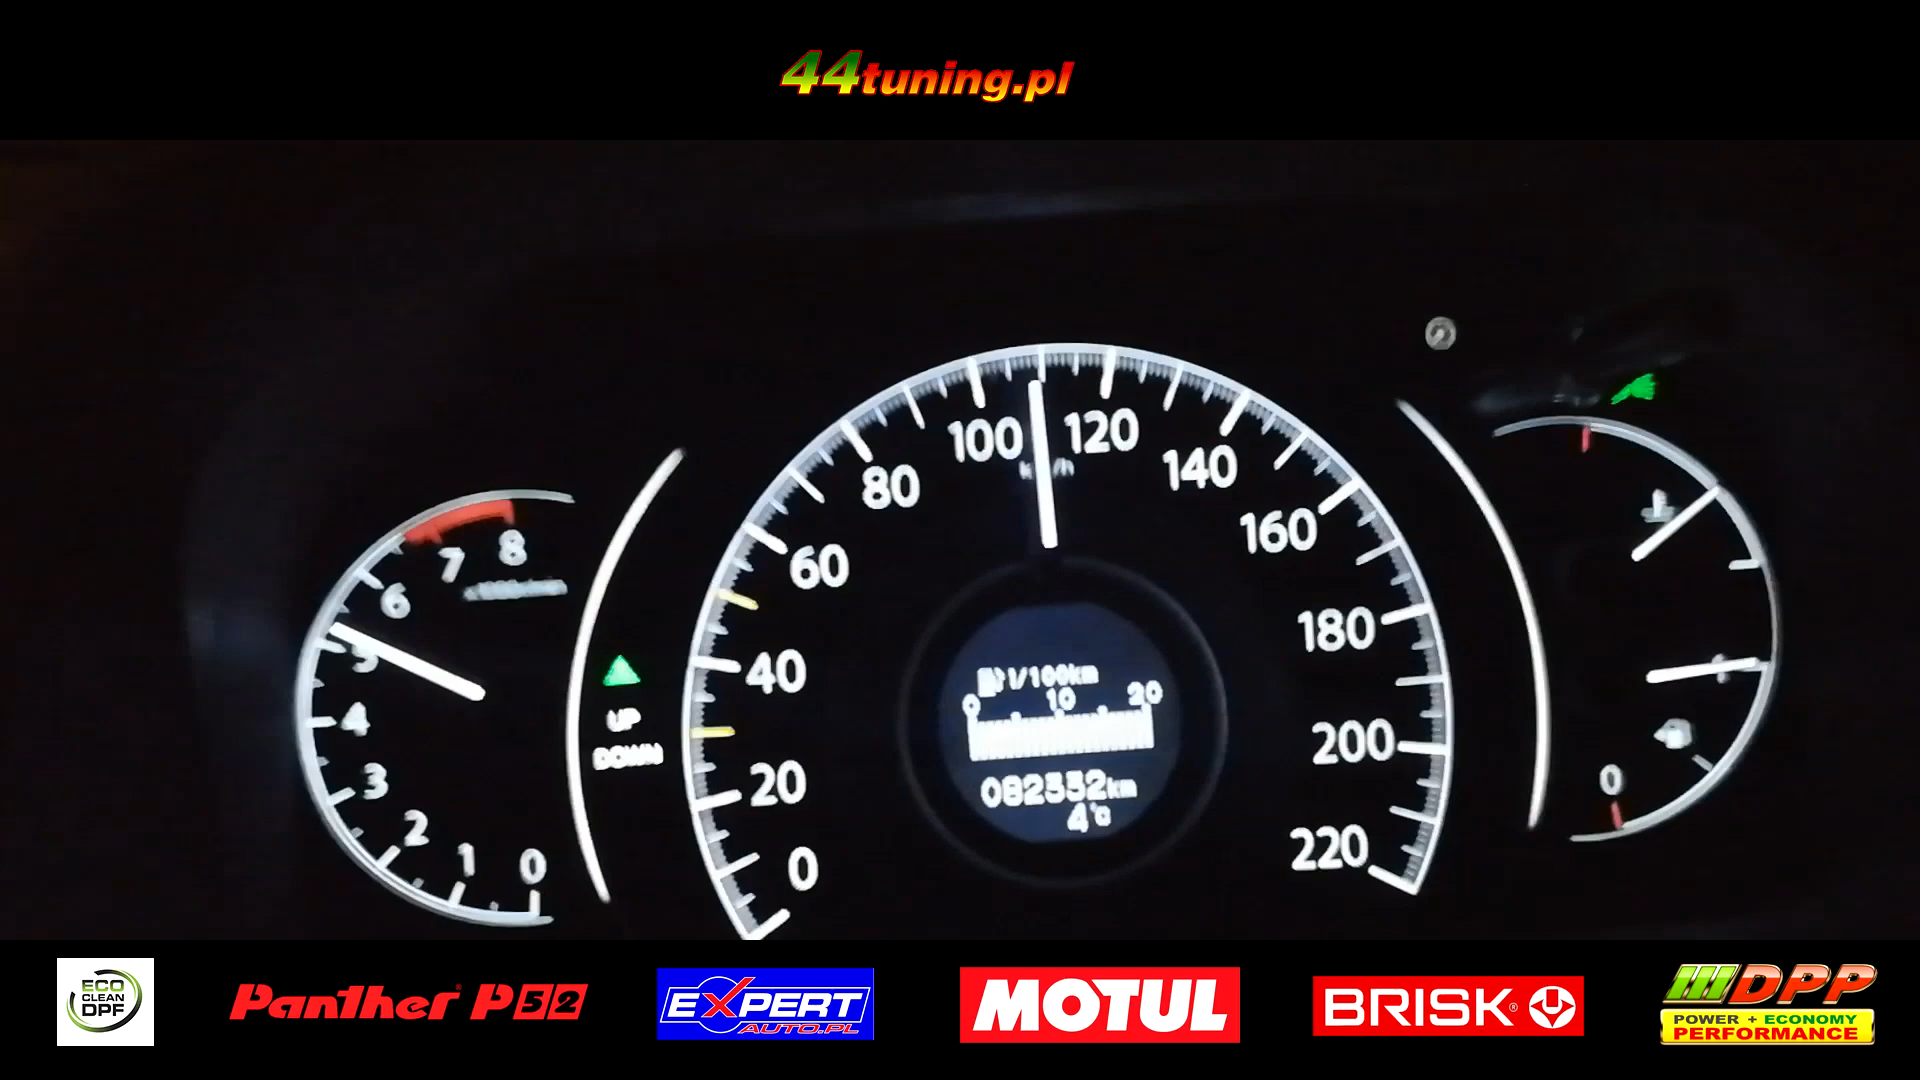 44tuning.pl
100 120
80 140
60 160
40 180
20 200
0 220
km/h
8
7
6
5
4
3
2
1
0
UP
DOWN
l/100km
0 10 20
082332km
4°C
0
ECO
CLEAN
DPF
Panther® P52
EXPERT
AUTO.PL
MOTUL
BRISK®
DPP
POWER + ECONOMY
PERFORMANCE